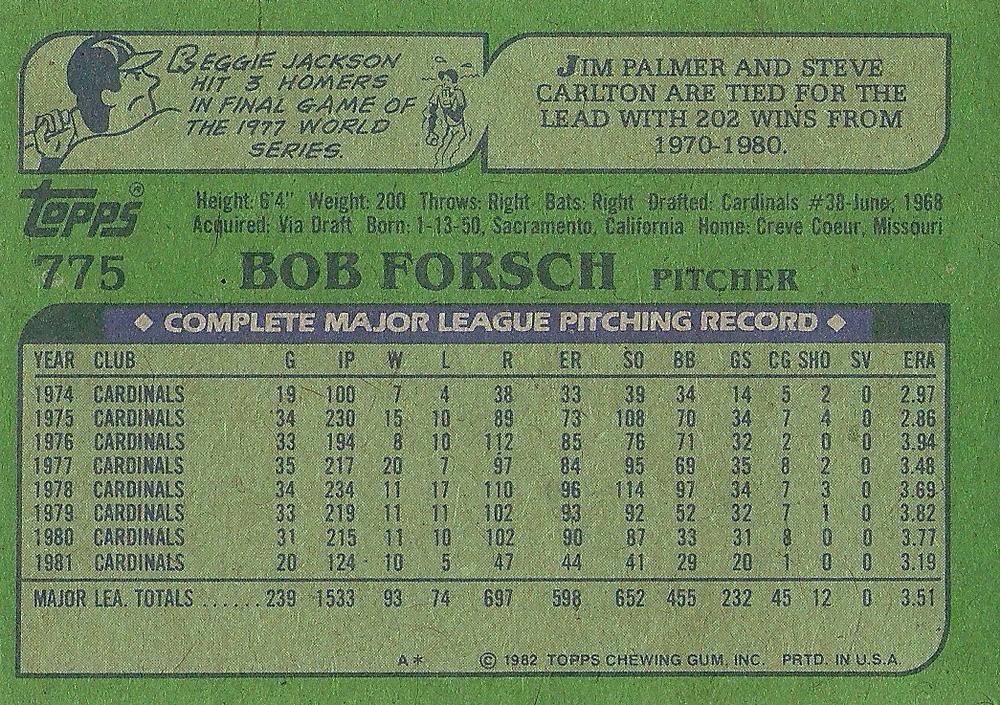 REGGIE JACKSON
HIT 3 HOMERS
IN FINAL GAME OF
THE 1977 WORLD
SERIES.
JIM PALMER AND STEVE
CARLTON ARE TIED FOR THE
LEAD WITH 202 WINS FROM
1970-1980.
Topps®
Height: 6'4" Weight: 200 Throws: Right Bats: Right Drafted: Cardinals #38-June, 1968
Acquired: Via Draft Born: 1-13-50, Sacramento, California Home: Creve Coeur, Missouri
775 BOB FORSCH PITCHER
◆ COMPLETE MAJOR LEAGUE PITCHING RECORD ◆
YEAR CLUB G IP W L R ER SO BB GS CG SHO SV ERA
1974 CARDINALS 19 100 7 4 38 33 39 34 14 5 2 0 2.97
1975 CARDINALS 34 230 15 10 89 73 108 70 34 7 4 0 2.86
1976 CARDINALS 33 194 8 10 112 85 76 71 32 2 0 0 3.94
1977 CARDINALS 35 217 20 7 97 84 95 69 35 8 2 0 3.48
1978 CARDINALS 34 234 11 17 110 96 114 97 34 7 3 0 3.69
1979 CARDINALS 33 219 11 11 102 93 92 52 32 7 1 0 3.82
1980 CARDINALS 31 215 11 10 102 90 87 33 31 8 0 0 3.77
1981 CARDINALS 20 124 10 5 47 44 41 29 20 1 0 0 3.19
MAJOR LEA. TOTALS ...... 239 1533 93 74 697 598 652 455 232 45 12 0 3.51
A* © 1982 TOPPS CHEWING GUM, INC. PRTD. IN U.S.A.